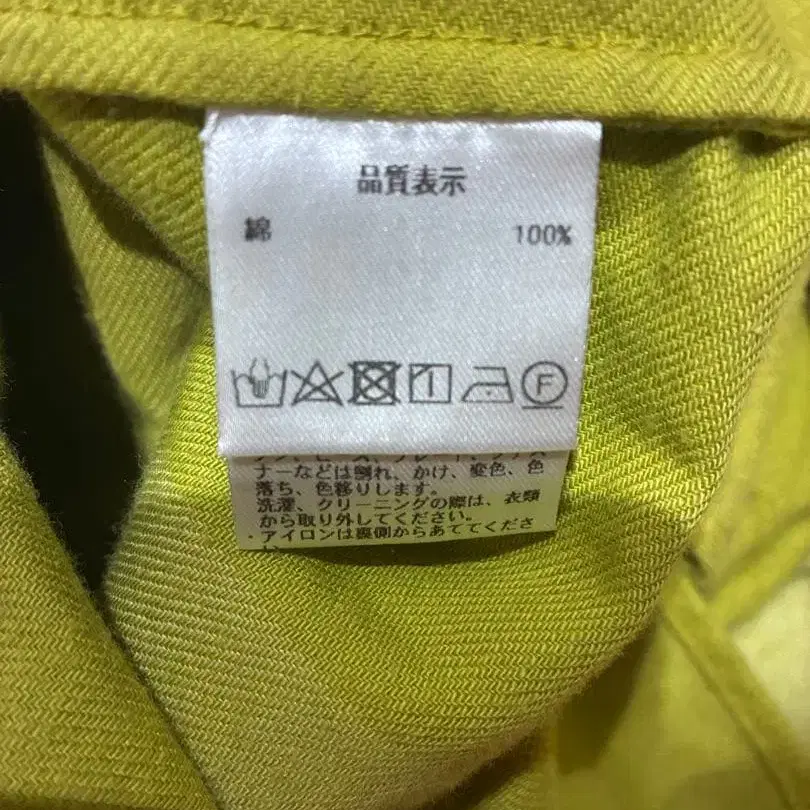 品質表示
綿 100%
F
ナーなどは割れ、かけ、変色、色
落ち、色移りします。
洗濯、クリーニングの際は、衣類
から取り外してください。
・アイロンは裏側からあててくださ